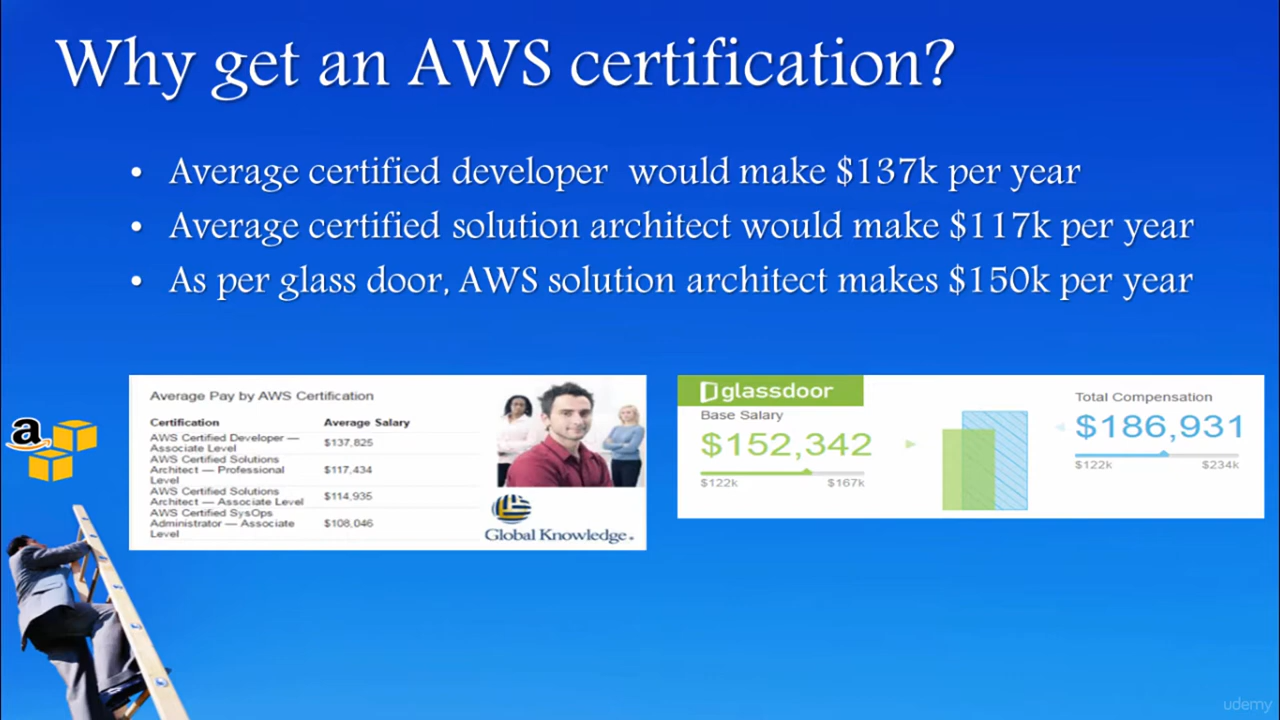 Why get an AWS certification?
• Average certified developer would make $137k per year
• Average certified solution architect would make $117k per year
• As per glass door, AWS solution architect makes $150k per year
a
Average Pay by AWS Certification
Certification Average Salary
AWS Certified Developer —
Associate Level $137,825
AWS Certified Solutions
Architect — Professional $117,434
Level
AWS Certified Solutions
Architect — Associate Level $114,935
AWS Certified SysOps
Administrator — Associate $108,046
Level
Global Knowledge.
glassdoor
Base Salary
$152,342
$122k $167k
Total Compensation
$186,931
$122k $234k
udemy